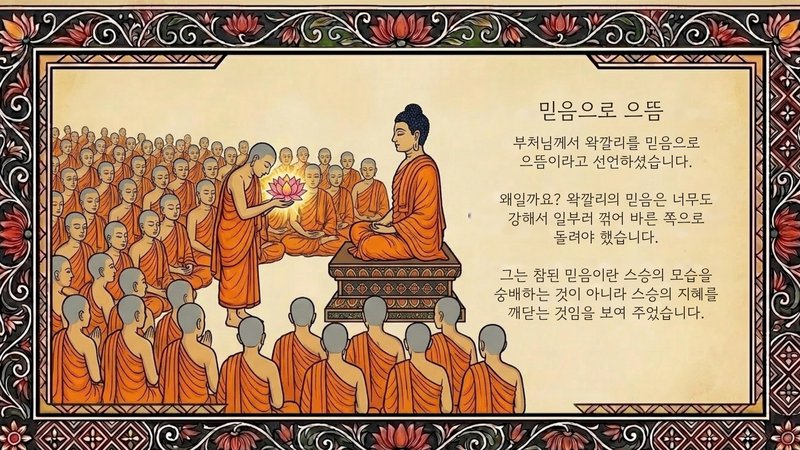 믿음으로 으뜸
부처님께서 왁깔리를 믿음으로
으뜸이라고 선언하셨습니다.
왜일까요? 왁깔리의 믿음은 너무도
강해서 일부러 꺾어 바른 쪽으로
돌려야 했습니다.
그는 참된 믿음이란 스승의 모습을
숭배하는 것이 아니라 스승의 지혜를
깨닫는 것임을 보여 주었습니다.